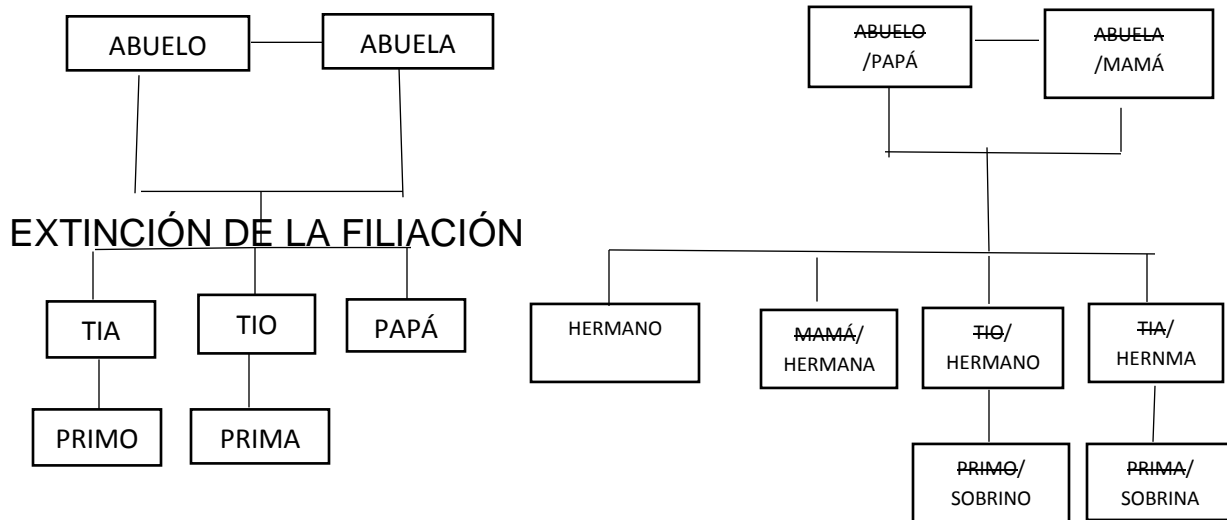 ABUELO
ABUELA
EXTINCIÓN DE LA FILIACIÓN
TIA
TIO
PAPÁ
PRIMO
PRIMA
ABUELO
/PAPÁ
ABUELA
/MAMÁ
HERMANO
MAMÁ/
HERMANA
TIO/
HERMANO
TIA/
HERNMA
PRIMO/
SOBRINO
PRIMA/
SOBRINA